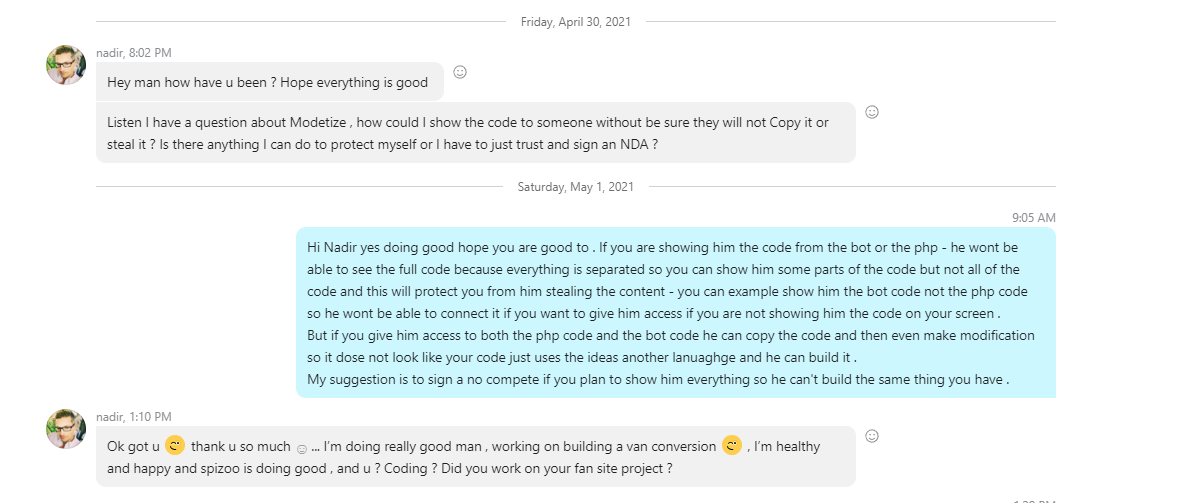 Friday, April 30, 2021
nadir, 8:02 PM
Hey man how have u been ? Hope everything is good
Listen I have a question about Modetize , how could I show the code to someone without be sure they will not Copy it or
steal it ? Is there anything I can do to protect myself or I have to just trust and sign an NDA ?
Saturday, May 1, 2021
9:05 AM
Hi Nadir yes doing good hope you are good to . If you are showing him the code from the bot or the php - he wont be
able to see the full code because everything is separated so you can show him some parts of the code but not all of the
code and this will protect you from him stealing the content - you can example show him the bot code not the php code
so he wont be able to connect it if you want to give him access if you are not showing him the code on your screen .
But if you give him access to both the php code and the bot code he can copy the code and then even make modification
so it dose not look like your code just uses the ideas another lanuaghge and he can build it .
My suggestion is to sign a no compete if you plan to show him everything so he can't build the same thing you have .
nadir, 1:10 PM
Ok got u thank u so much ... I'm doing really good man , working on building a van conversion , I'm healthy
and happy and spizoo is doing good , and u ? Coding ? Did you work on your fan site project ?